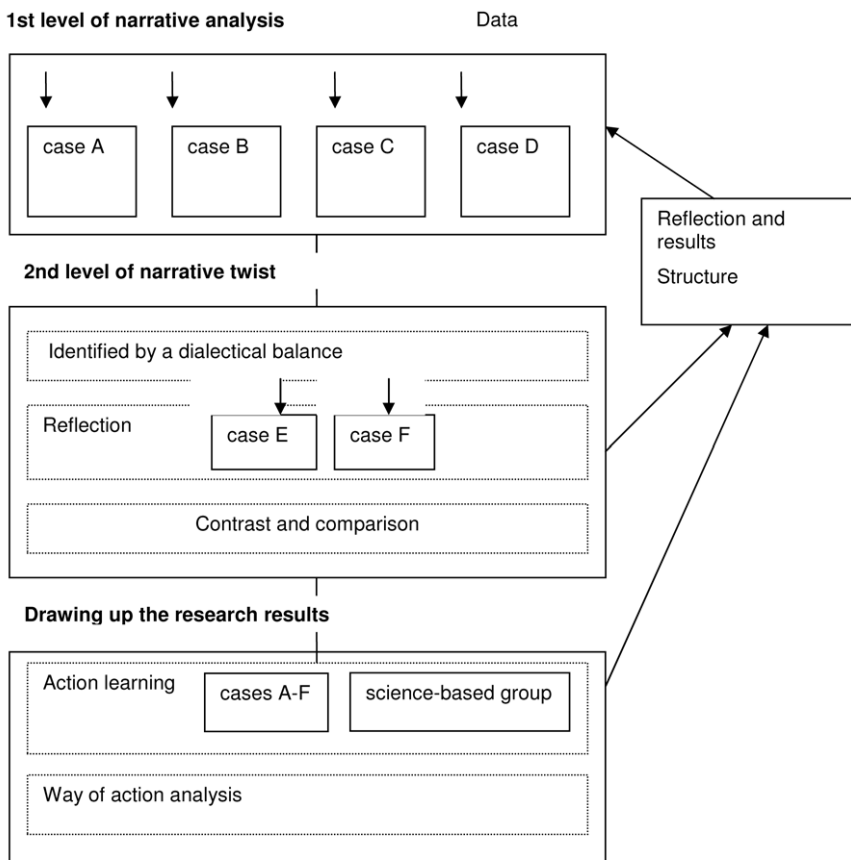 1st level of narrative analysis
Data
case A
case B
case C
case D
Reflection and
results
Structure
2nd level of narrative twist
Identified by a dialectical balance
Reflection
case E
case F
Contrast and comparison
Drawing up the research results
Action learning
cases A-F
science-based group
Way of action analysis